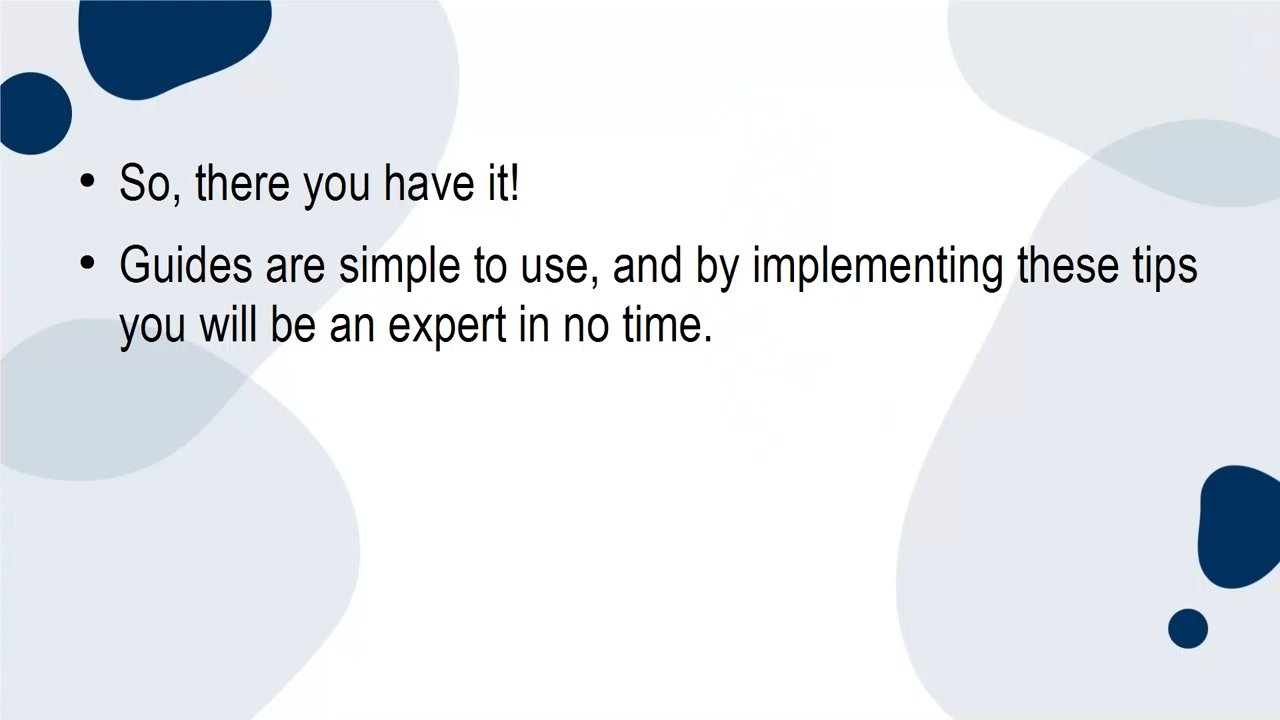 • So, there you have it!
• Guides are simple to use, and by implementing these tips
you will be an expert in no time.